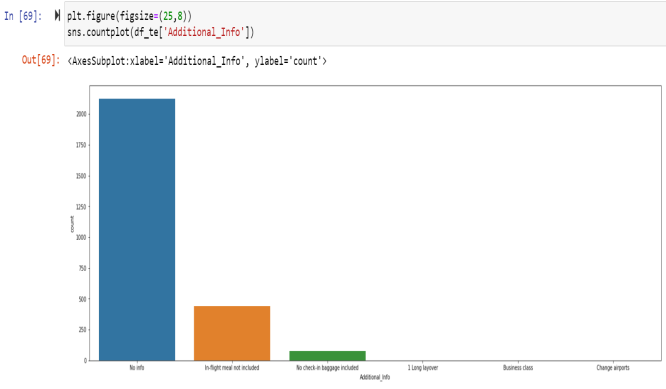 In [69]: plt.figure(figsize=(25,8))
sns.countplot(df_te['Additional_Info'])
Out[69]: <AxesSubplot:xlabel='Additional_Info', ylabel='count'>
2000
1750
1500
1250
1000
750
500
250
0
count
No info In-flight meal not included No check-in baggage included 1 Long layover Business class Change airports
Additional_Info